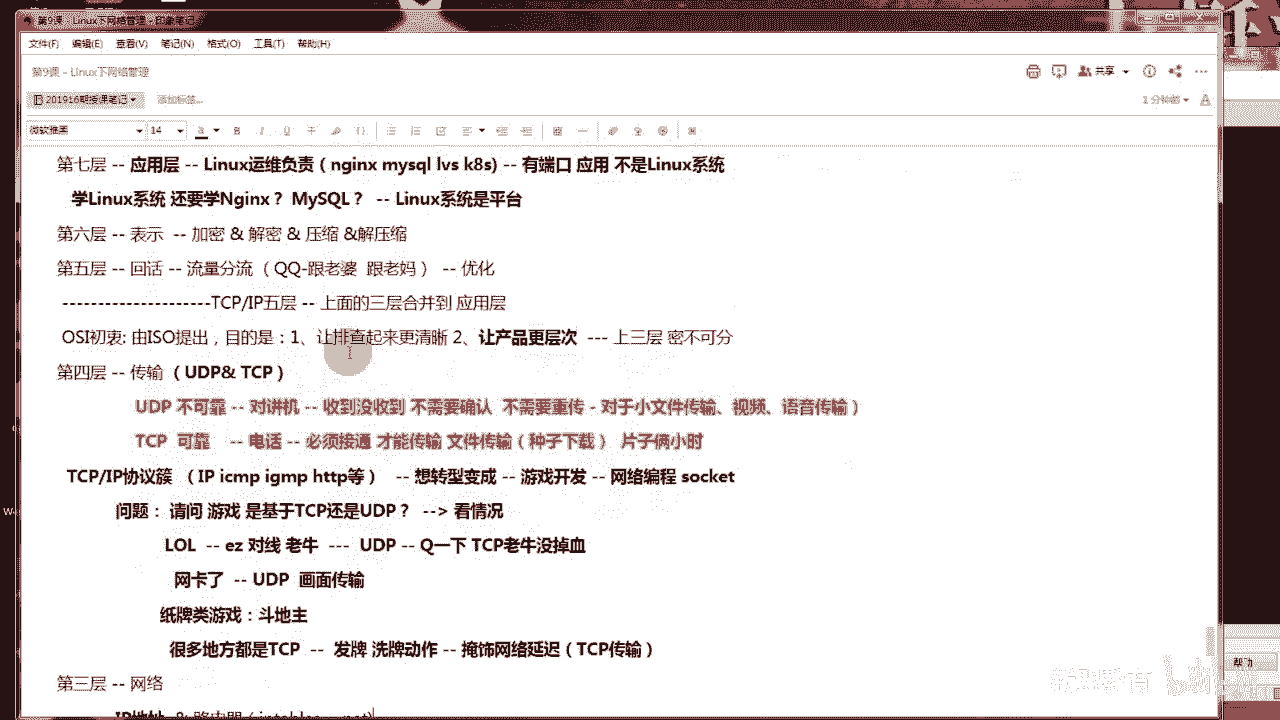 文件(F) 编辑(E) 查看(V) 笔记(N) 格式(O) 工具(T) 帮助(H)
第9课 - Linux下网络管理
共享
201916期授课笔记 添加标签...
1 分钟前
微软雅黑 14
第七层 -- 应用层 -- Linux运维负责（nginx mysql lvs k8s) -- 有端口 应用 不是Linux系统
学Linux系统 还要学Nginx？ MySQL？ -- Linux系统是平台
第六层 -- 表示 -- 加密 & 解密 & 压缩 &解压缩
第五层 -- 回话 -- 流量分流 （ QQ-跟老婆 跟老妈 ） -- 优化
---------------------TCP/IP五层 -- 上面的三层合并到 应用层
OSI初衷: 由ISO提出，目的是：1、让排查起来更清晰 2、让产品更层次 --- 上三层 密不可分
第四层 -- 传输 （ UDP& TCP ）
UDP 不可靠 -- 对讲机 -- 收到没收到 不需要确认 不需要重传 - 对于小文件传输、视频、语音传输）
TCP 可靠 -- 电话 -- 必须接通 才能传输 文件传输（种子下载） 片子俩小时
TCP/IP协议簇 （ IP icmp igmp http等 ） -- 想转型变成 -- 游戏开发 -- 网络编程 socket
问题： 请问 游戏 是基于TCP还是UDP？ --> 看情况
LOL -- ez 对线 老牛 --- UDP -- Q一下 TCP老牛没掉血
网卡了 -- UDP 画面传输
纸牌类游戏：斗地主
很多地方都是TCP -- 发牌 洗牌动作 -- 掩饰网络延迟（TCP传输）
第三层 -- 网络
IP地址 & 路由器
帮助